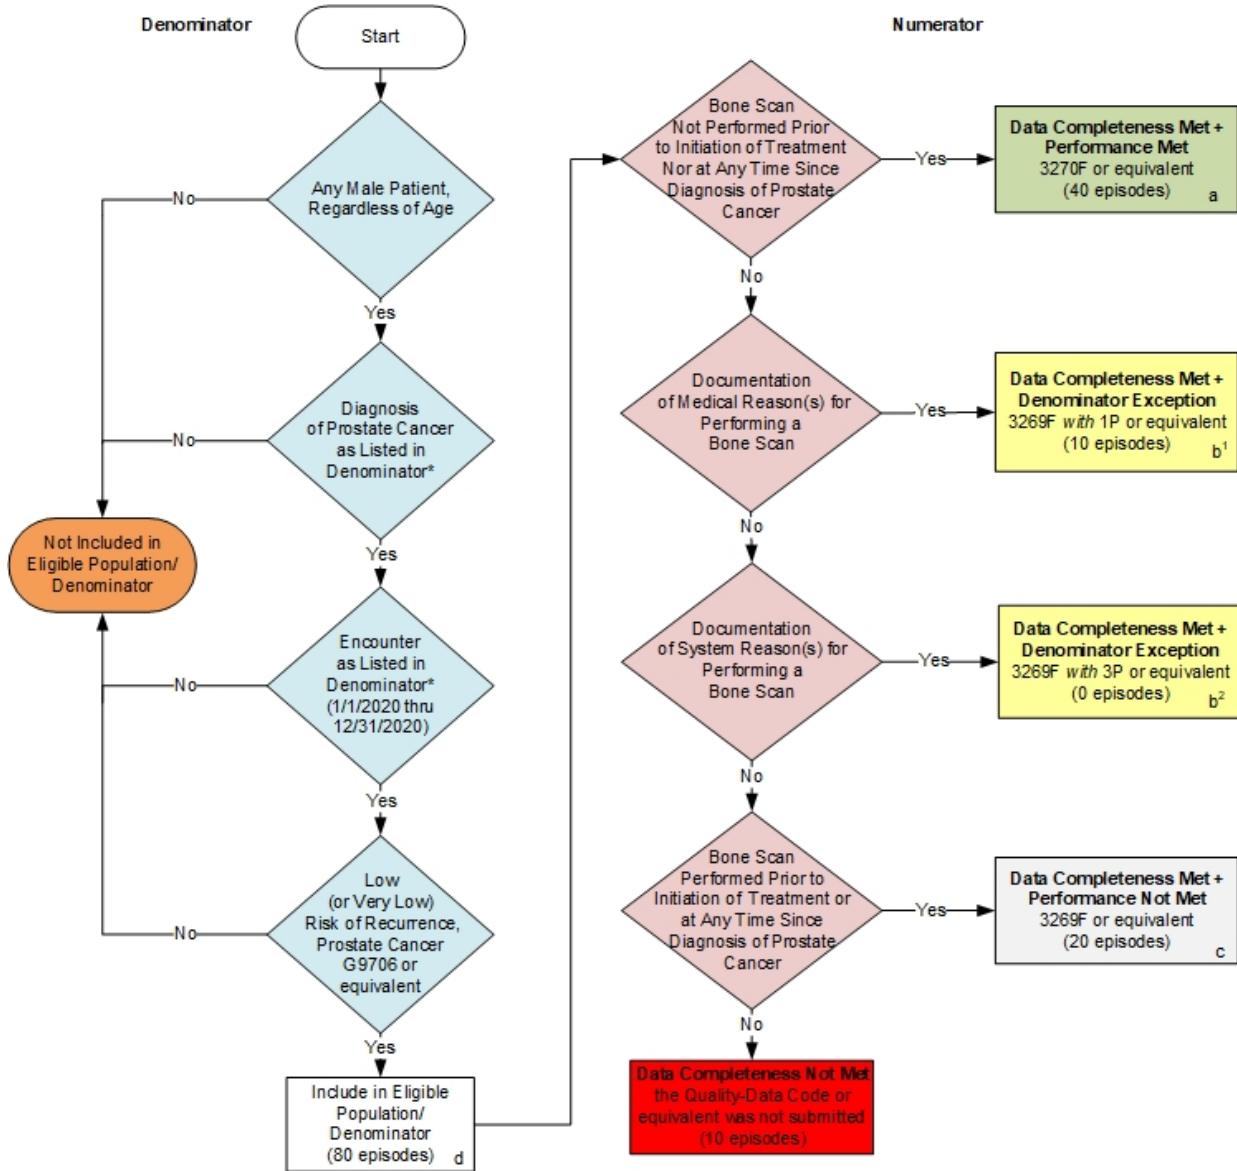 Denominator
Start
Numerator
Any Male Patient,
Regardless of Age
No
Yes
Diagnosis
of Prostate Cancer
as Listed in
Denominator*
No
Yes
Not Included in
Eligible Population/
Denominator
Encounter
as Listed in
Denominator*
(1/1/2020 thru
12/31/2020)
No
Yes
Low
(or Very Low)
Risk of Recurrence,
Prostate Cancer
G9706 or
equivalent
No
Yes
Include in Eligible
Population/
Denominator
(80 episodes) d
Bone Scan
Not Performed Prior
to Initiation of Treatment
Nor at Any Time Since
Diagnosis of Prostate
Cancer
Yes
Data Completeness Met +
Performance Met
3270F or equivalent
(40 episodes)
a
No
Documentation
of Medical Reason(s) for
Performing a
Bone Scan
Yes
Data Completeness Met +
Denominator Exception
3269F with 1P or equivalent
(10 episodes)
b¹
No
Documentation
of System Reason(s) for
Performing a
Bone Scan
Yes
Data Completeness Met +
Denominator Exception
3269F with 3P or equivalent
(0 episodes)
b²
No
Bone Scan
Performed Prior to
Initiation of Treatment or
at Any Time Since
Diagnosis of Prostate
Cancer
Yes
Data Completeness Met +
Performance Not Met
3269F or equivalent
(20 episodes)
c
No
Data Completeness Not Met
the Quality-Data Code or
equivalent was not submitted
(10 episodes)